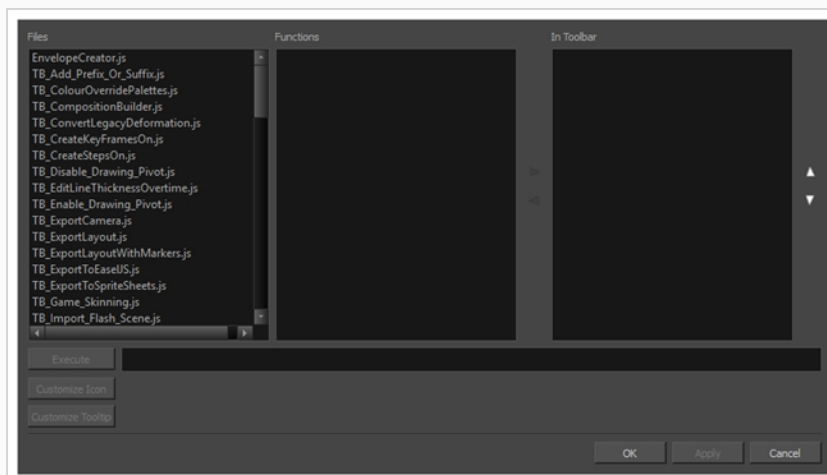 Files
Functions
In Toolbar
EnvelopeCreator.js
TB_Add_Prefix_Or_Suffix.js
TB_ColourOverridePalettes.js
TB_CompositionBuilder.js
TB_ConvertLegacyDeformation.js
TB_CreateKeyFramesOn.js
TB_CreateStepsOn.js
TB_Disable_Drawing_Pivot.js
TB_EditLineThicknessOvertime.js
TB_Enable_Drawing_Pivot.js
TB_ExportCamera.js
TB_ExportLayout.js
TB_ExportLayoutWithMarkers.js
TB_ExportToEaselJS.js
TB_ExportToSpriteSheets.js
TB_Game_Skinning.js
TB_Import_Flash_Scene.js
Execute
Customize Icon
Customize Tooltip
OK
Apply
Cancel